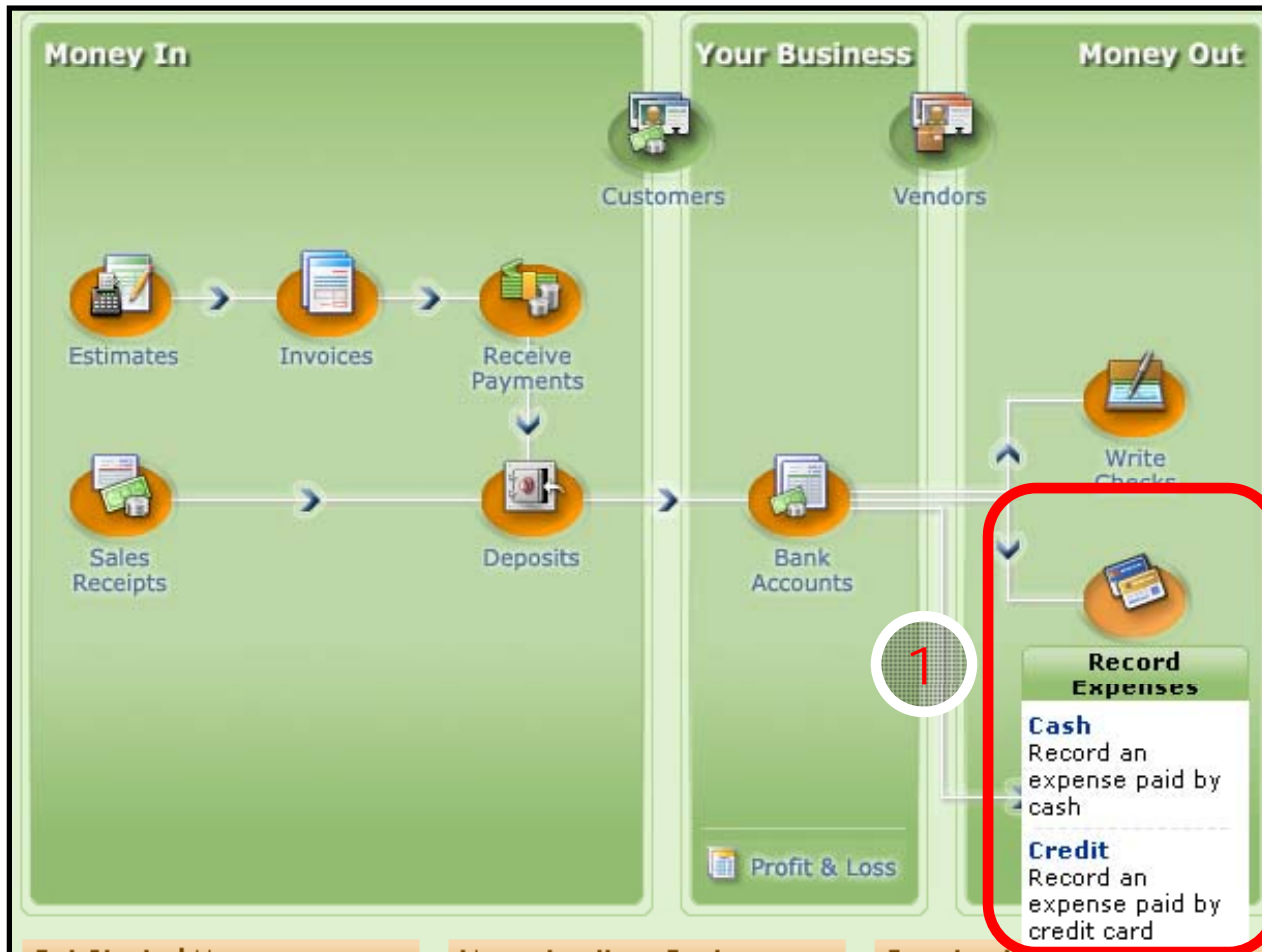 Money In
Your Business
Money Out
Customers
Vendors
Estimates
Invoices
Receive
Payments
Write
Checks
Sales
Receipts
Deposits
Bank
Accounts
1
Record
Expenses
Cash
Record an
expense paid by
cash
Credit
Record an
expense paid by
credit card
Profit & Loss